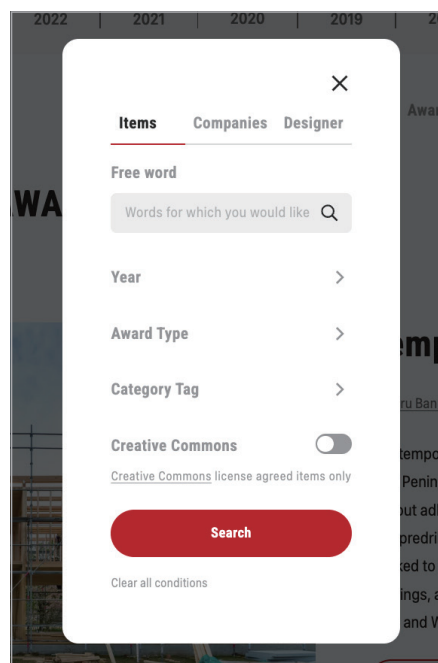 2022 | 2021 | 2020 | 2019 |
Items Companies Designer
Free word
Words for which you would like
Year
Award Type
Category Tag
Creative Commons
Creative Commons license agreed items only
Search
Clear all conditions